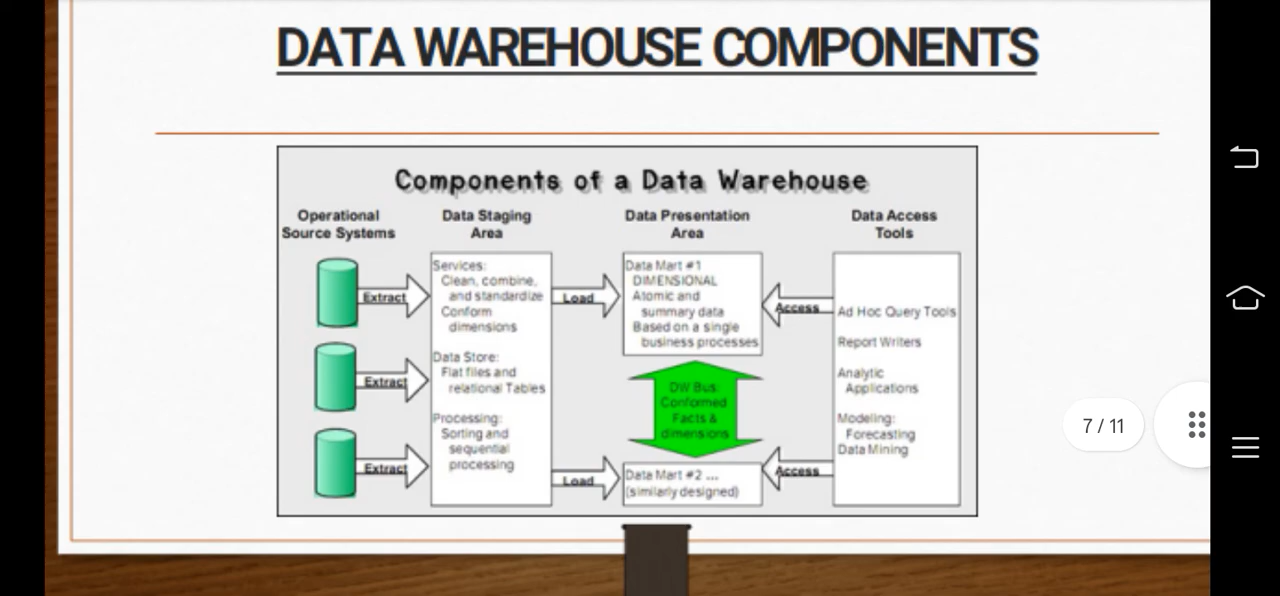 DATA WAREHOUSE COMPONENTS
Components of a Data Warehouse
Operational
Source Systems
Data Staging
Area
Data Presentation
Area
Data Access
Tools
Extract
Extract
Extract
Services:
Clean, combine,
and standardize
Conform
dimensions
Data Store:
Flat files and
relational Tables
Processing:
Sorting and
sequential
processing
Load
Load
Data Mart #1
DIMENSIONAL
Atomic and
summary data
Based on a single
business processes
DW Bus:
Conformed
Facts &
dimensions
Data Mart #2 ...
(similarly designed)
Access
Access
Ad Hoc Query Tools
Report Writers
Analytic
Applications
Modeling:
Forecasting
Data Mining
7 / 11